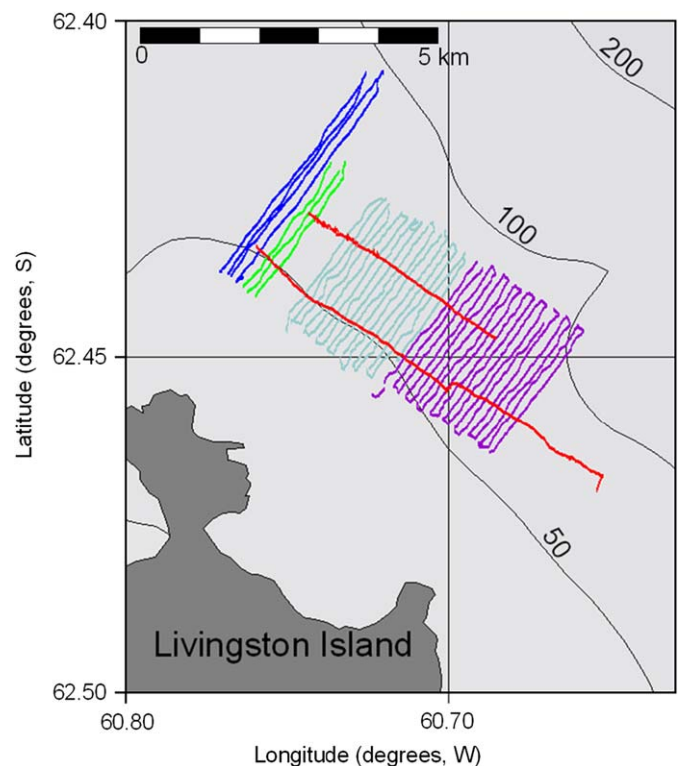 62.40
0
5 km
200
100
Latitude (degrees, S)
62.45
50
Livingston Island
62.50
60.80
60.70
Longitude (degrees, W)